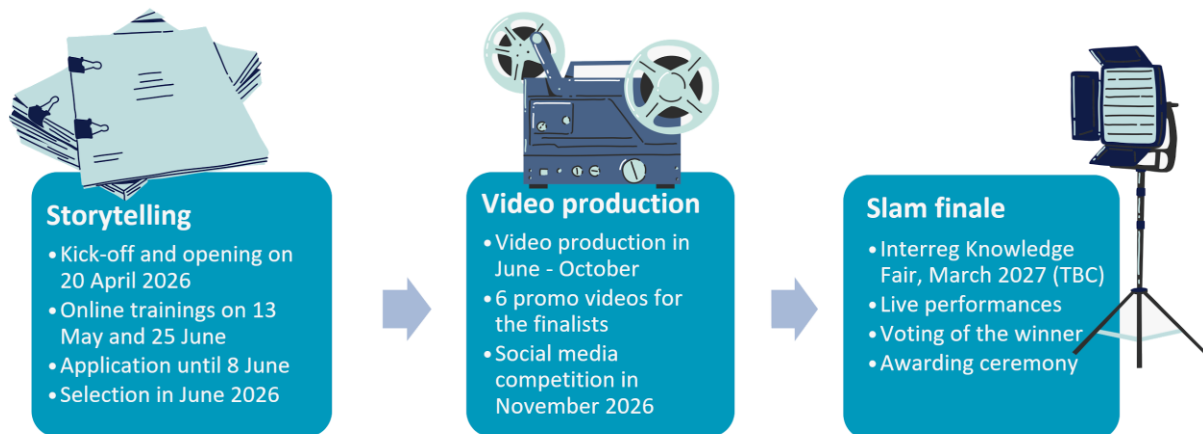 Storytelling
•Kick-off and opening on
20 April 2026
•Online trainings on 13
May and 25 June
•Application until 8 June
•Selection in June 2026
Video production
•Video production in
June - October
•6 promo videos for
the finalists
•Social media
competition in
November 2026
Slam finale
•Interreg Knowledge
Fair, March 2027 (TBC)
•Live performances
•Voting of the winner
•Awarding ceremony